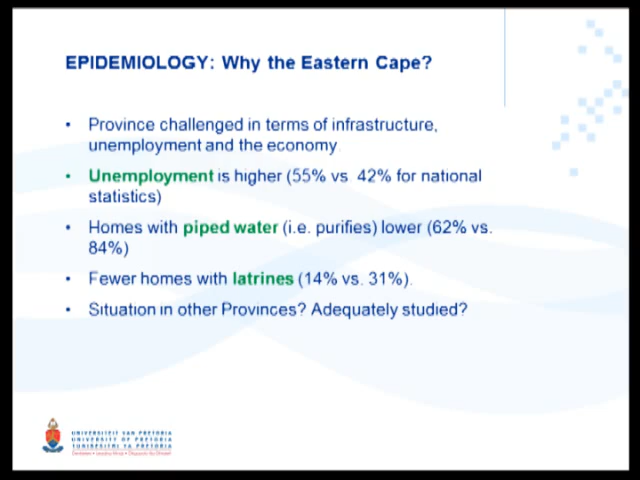 EPIDEMIOLOGY: Why the Eastern Cape?
• Province challenged in terms of infrastructure,
unemployment and the economy.
• Unemployment is higher (55% vs. 42% for national
statistics)
• Homes with piped water (i.e. purifies) lower (62% vs.
84%)
• Fewer homes with latrines (14% vs. 31%).
• Situation in other Provinces? Adequately studied?
UNIVERSITEIT VAN PRETORIA
UNIVERSITY OF PRETORIA
YUNIBESITHI YA PRETORIA